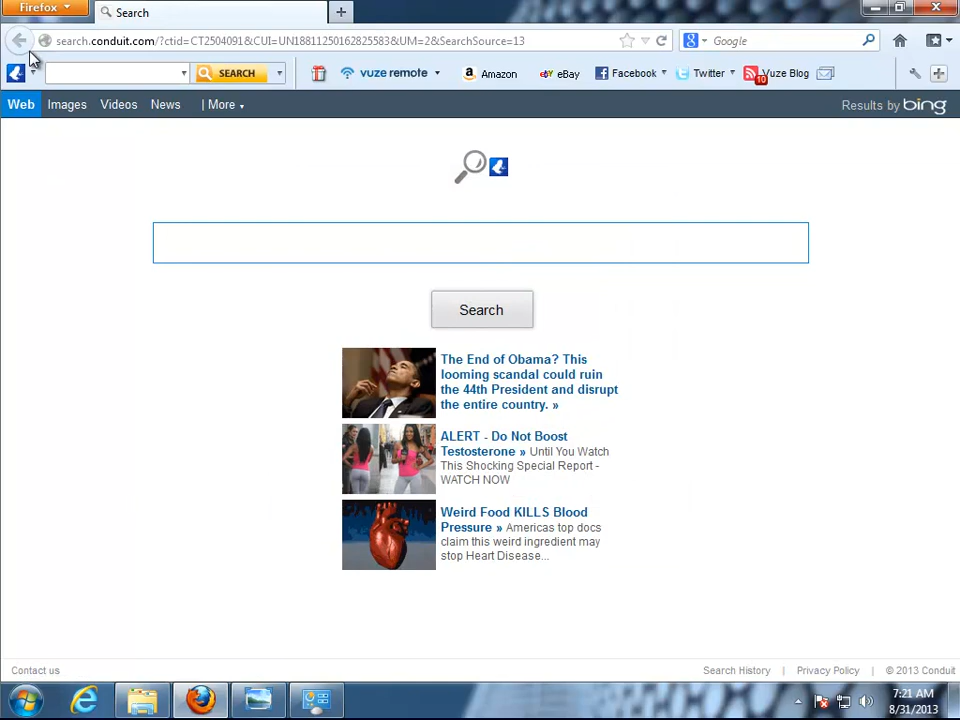 Firefox
Search
search.conduit.com/?ctid=CT2504091&CUI=UN18811250162825583&UM=2&SearchSource=13
Google
SEARCH
vuze remote
Amazon
eBay
Facebook
Twitter
10
Vuze Blog
Web
Images
Videos
News
| More
Results by bing
Search
The End of Obama? This
looming scandal could ruin
the 44th President and disrupt
the entire country. »
ALERT - Do Not Boost
Testosterone » Until You Watch
This Shocking Special Report -
WATCH NOW
Weird Food KILLS Blood
Pressure » Americas top docs
claim this weird ingredient may
stop Heart Disease...
Contact us
Search History | Privacy Policy | © 2013 Conduit
7:21 AM
8/31/2013